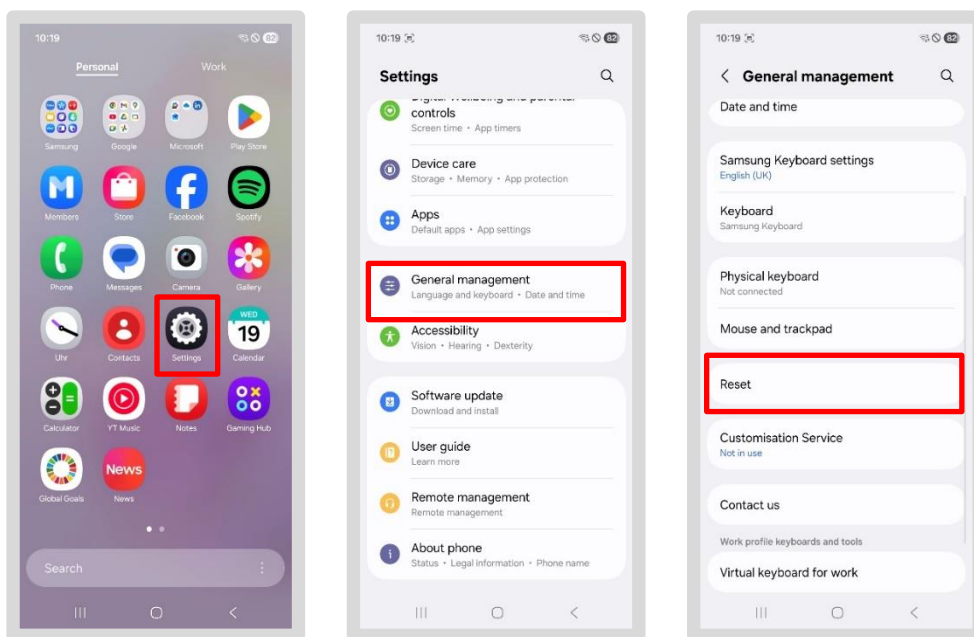 10:19
82
Personal
Work
Samsung
Google
Microsoft
Play Store
Members
Store
Facebook
Spotify
Phone
Messages
Camera
Gallery
WED
19
Uhr
Contacts
Settings
Calendar
Calculator
YT Music
Notes
Gaming Hub
News
Global Goals
News
Search
10:19
82
Settings
Digital Wellbeing and parental
controls
Screen time • App timers
Device care
Storage • Memory • App protection
Apps
Default apps • App settings
General management
Language and keyboard • Date and time
Accessibility
Vision • Hearing • Dexterity
Software update
Download and install
User guide
Learn more
Remote management
Remote management
About phone
Status • Legal information • Phone name
10:19
82
General management
Date and time
Samsung Keyboard settings
English (UK)
Keyboard
Samsung Keyboard
Physical keyboard
Not connected
Mouse and trackpad
Reset
Customisation Service
Not in use
Contact us
Work profile keyboards and tools
Virtual keyboard for work